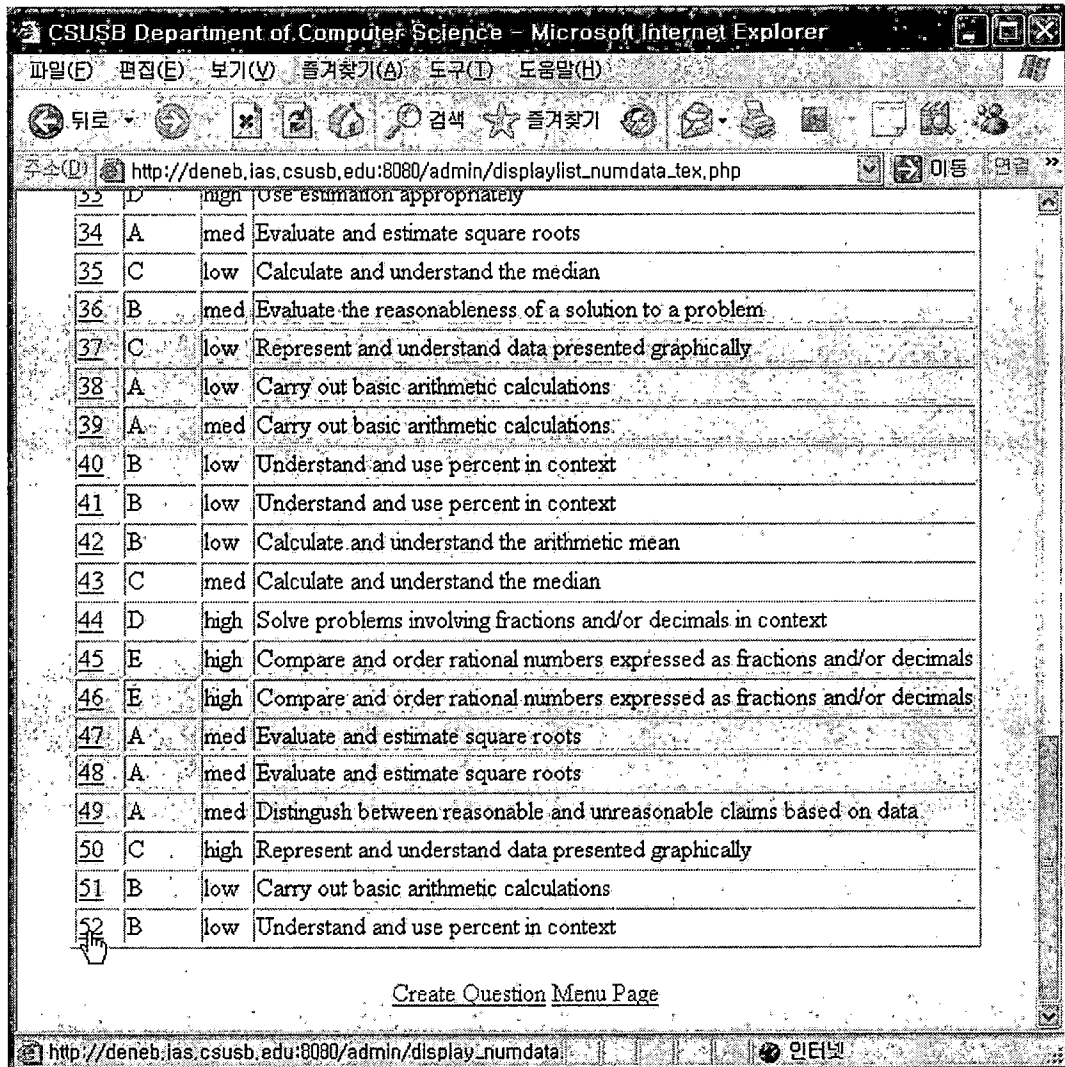 CSUSB Department of Computer Science - Microsoft Internet Explorer
파일(F) 편집(E) 보기(V) 즐겨찾기(A) 도구(T) 도움말(H)
뒤로 검색 즐겨찾기
주소(D) http://deneb.ias.csusb.edu:8080/admin/displaylist_numdata_tex.php 이동 연결 »
33 D high Use estimation appropriately
34 A med Evaluate and estimate square roots
35 C low Calculate and understand the median
36 B med Evaluate the reasonableness of a solution to a problem
37 C low Represent and understand data presented graphically
38 A low Carry out basic arithmetic calculations
39 A med Carry out basic arithmetic calculations
40 B low Understand and use percent in context
41 B low Understand and use percent in context
42 B low Calculate and understand the arithmetic mean
43 C med Calculate and understand the median
44 D high Solve problems involving fractions and/or decimals in context
45 E high Compare and order rational numbers expressed as fractions and/or decimals
46 E high Compare and order rational numbers expressed as fractions and/or decimals
47 A med Evaluate and estimate square roots
48 A med Evaluate and estimate square roots
49 A med Distingush between reasonable and unreasonable claims based on data
50 C high Represent and understand data presented graphically
51 B low Carry out basic arithmetic calculations
52 B low Understand and use percent in context
Create Question Menu Page
http://deneb.ias.csusb.edu:8080/admin/display_numdata 인터넷